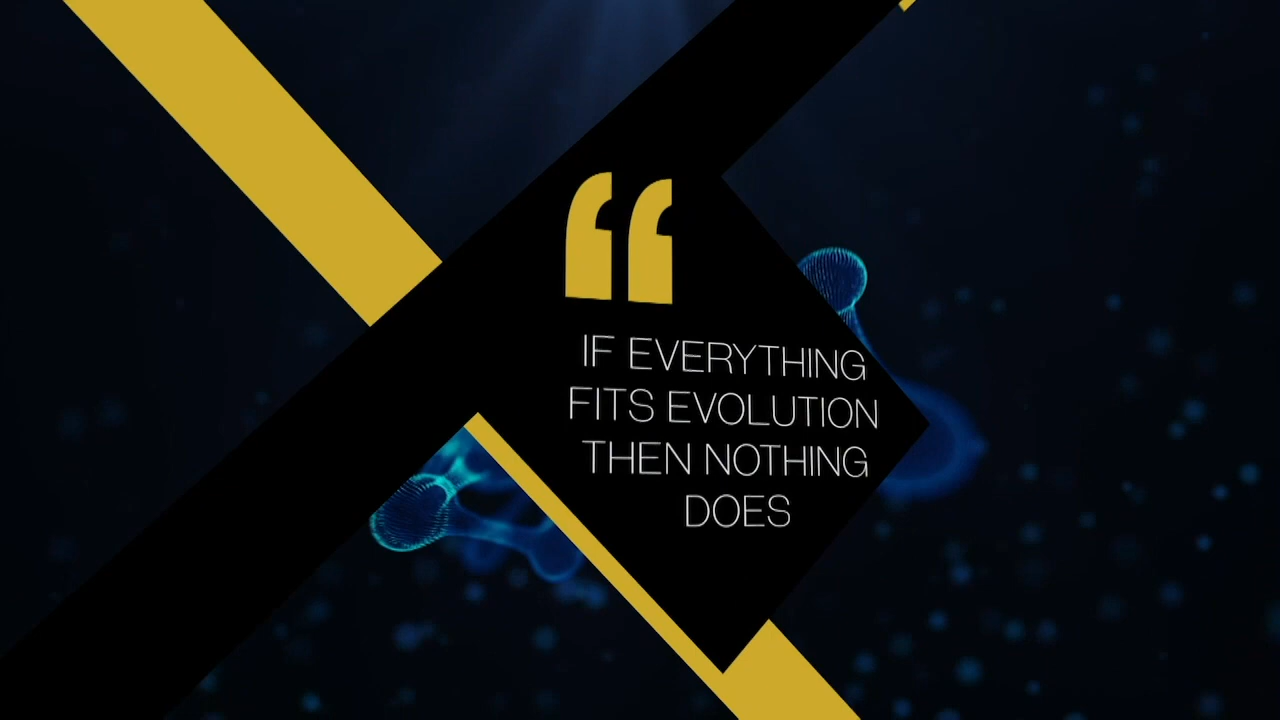 “
IF EVERYTHING
FITS EVOLUTION
THEN NOTHING
DOES